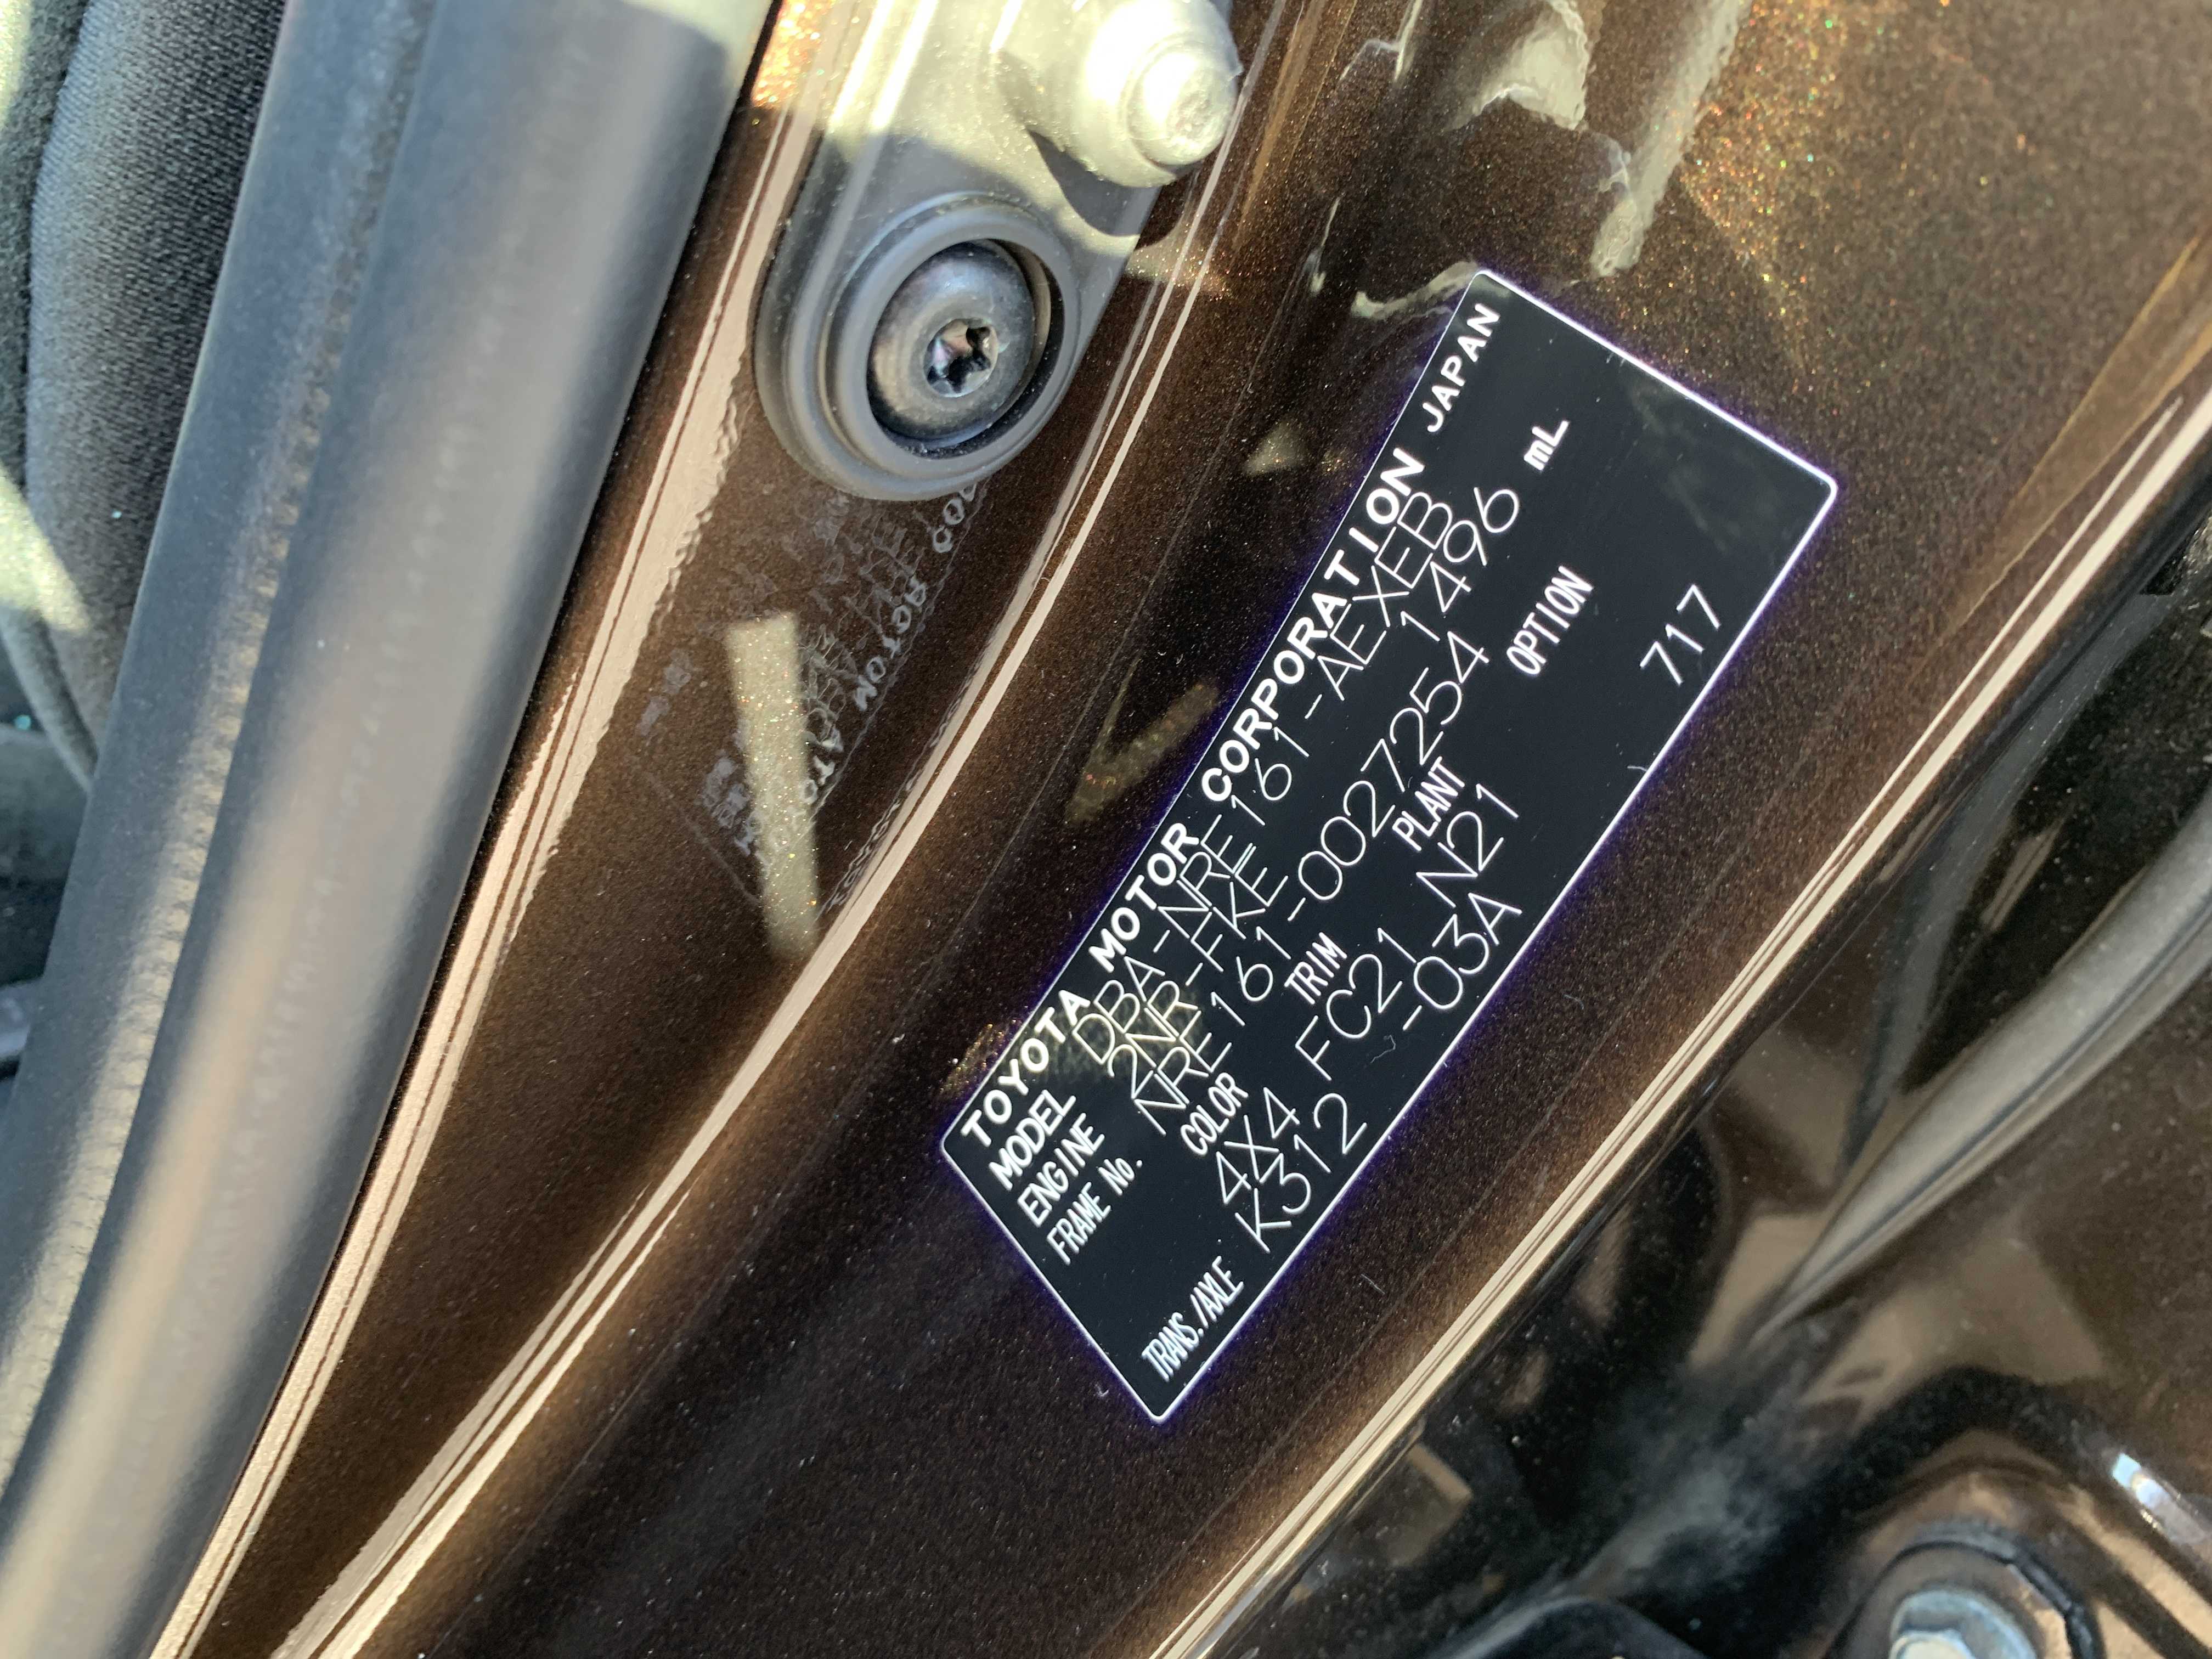 TOYOTA MOTOR CORPORATION JAPAN
MODEL DBA-NRE161-AEXEB
ENGINE 2NR-FKE 1496 mL
FRAME No. NRE161-0027254
COLOR TRIM PLANT OPTION
4X4 FC21 N21
TRANS./AXLE K312 -03A 717